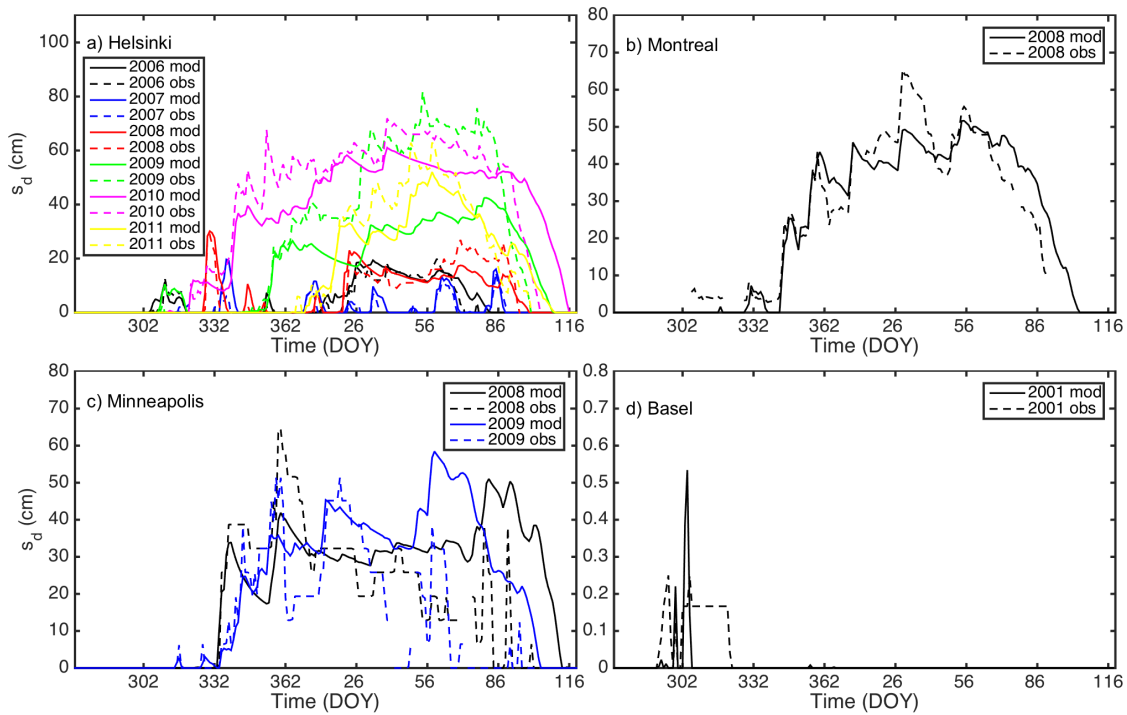 a) Helsinki
2006 mod
2006 obs
2007 mod
2007 obs
2008 mod
2008 obs
2009 mod
2009 obs
2010 mod
2010 obs
2011 mod
2011 obs
100
80
60
40
20
0
s_d (cm)
302 332 362 26 56 86 116
Time (DOY)
b) Montreal
2008 mod
2008 obs
80
70
60
50
40
30
20
10
0
302 332 362 26 56 86 116
Time (DOY)
c) Minneapolis
2008 mod
2008 obs
2009 mod
2009 obs
80
70
60
50
40
30
20
10
0
s_d (cm)
302 332 362 26 56 86 116
Time (DOY)
d) Basel
2001 mod
2001 obs
0.8
0.7
0.6
0.5
0.4
0.3
0.2
0.1
0
302 332 362 26 56 86 116
Time (DOY)